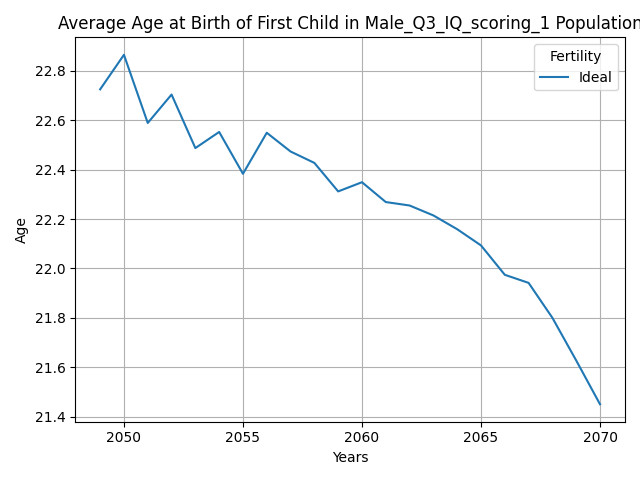 Average Age at Birth of First Child in Male_Q3_IQ_scoring_1 Population
Fertility
Ideal
22.8
22.6
22.4
22.2
22.0
21.8
21.6
21.4
Age
2050
2055
2060
2065
2070
Years